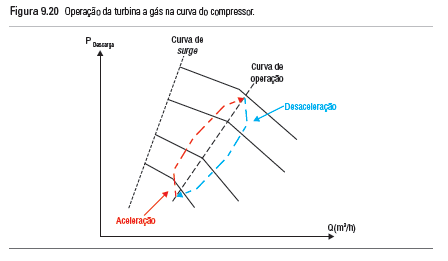 Figura 9.20 Operação da turbina a gás na curva do compressor.
P Descarga
Curva de
surge
Curva de
operação
Desaceleração
Aceleração
Q(m³/h)